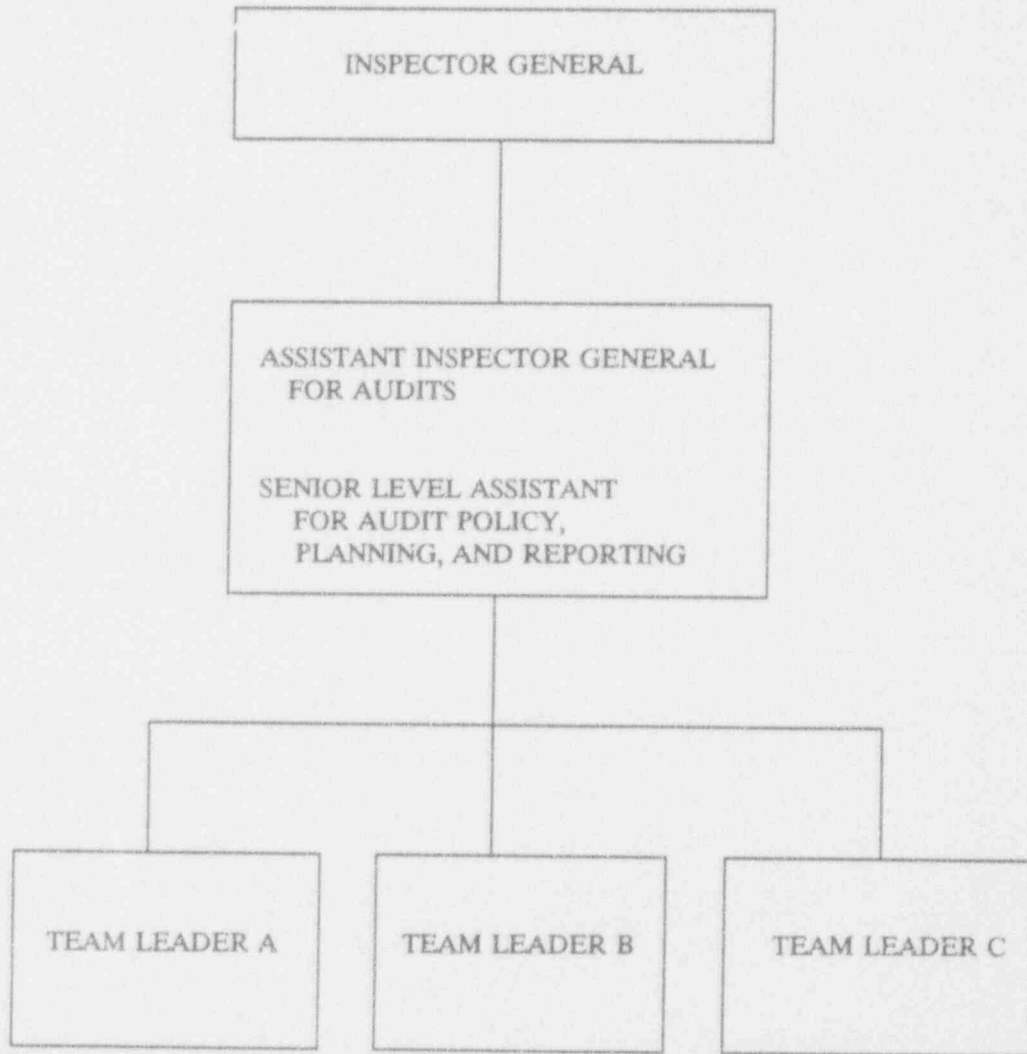 INSPECTOR GENERAL
ASSISTANT INSPECTOR GENERAL
FOR AUDITS
SENIOR LEVEL ASSISTANT
FOR AUDIT POLICY,
PLANNING, AND REPORTING
TEAM LEADER A
TEAM LEADER B
TEAM LEADER C